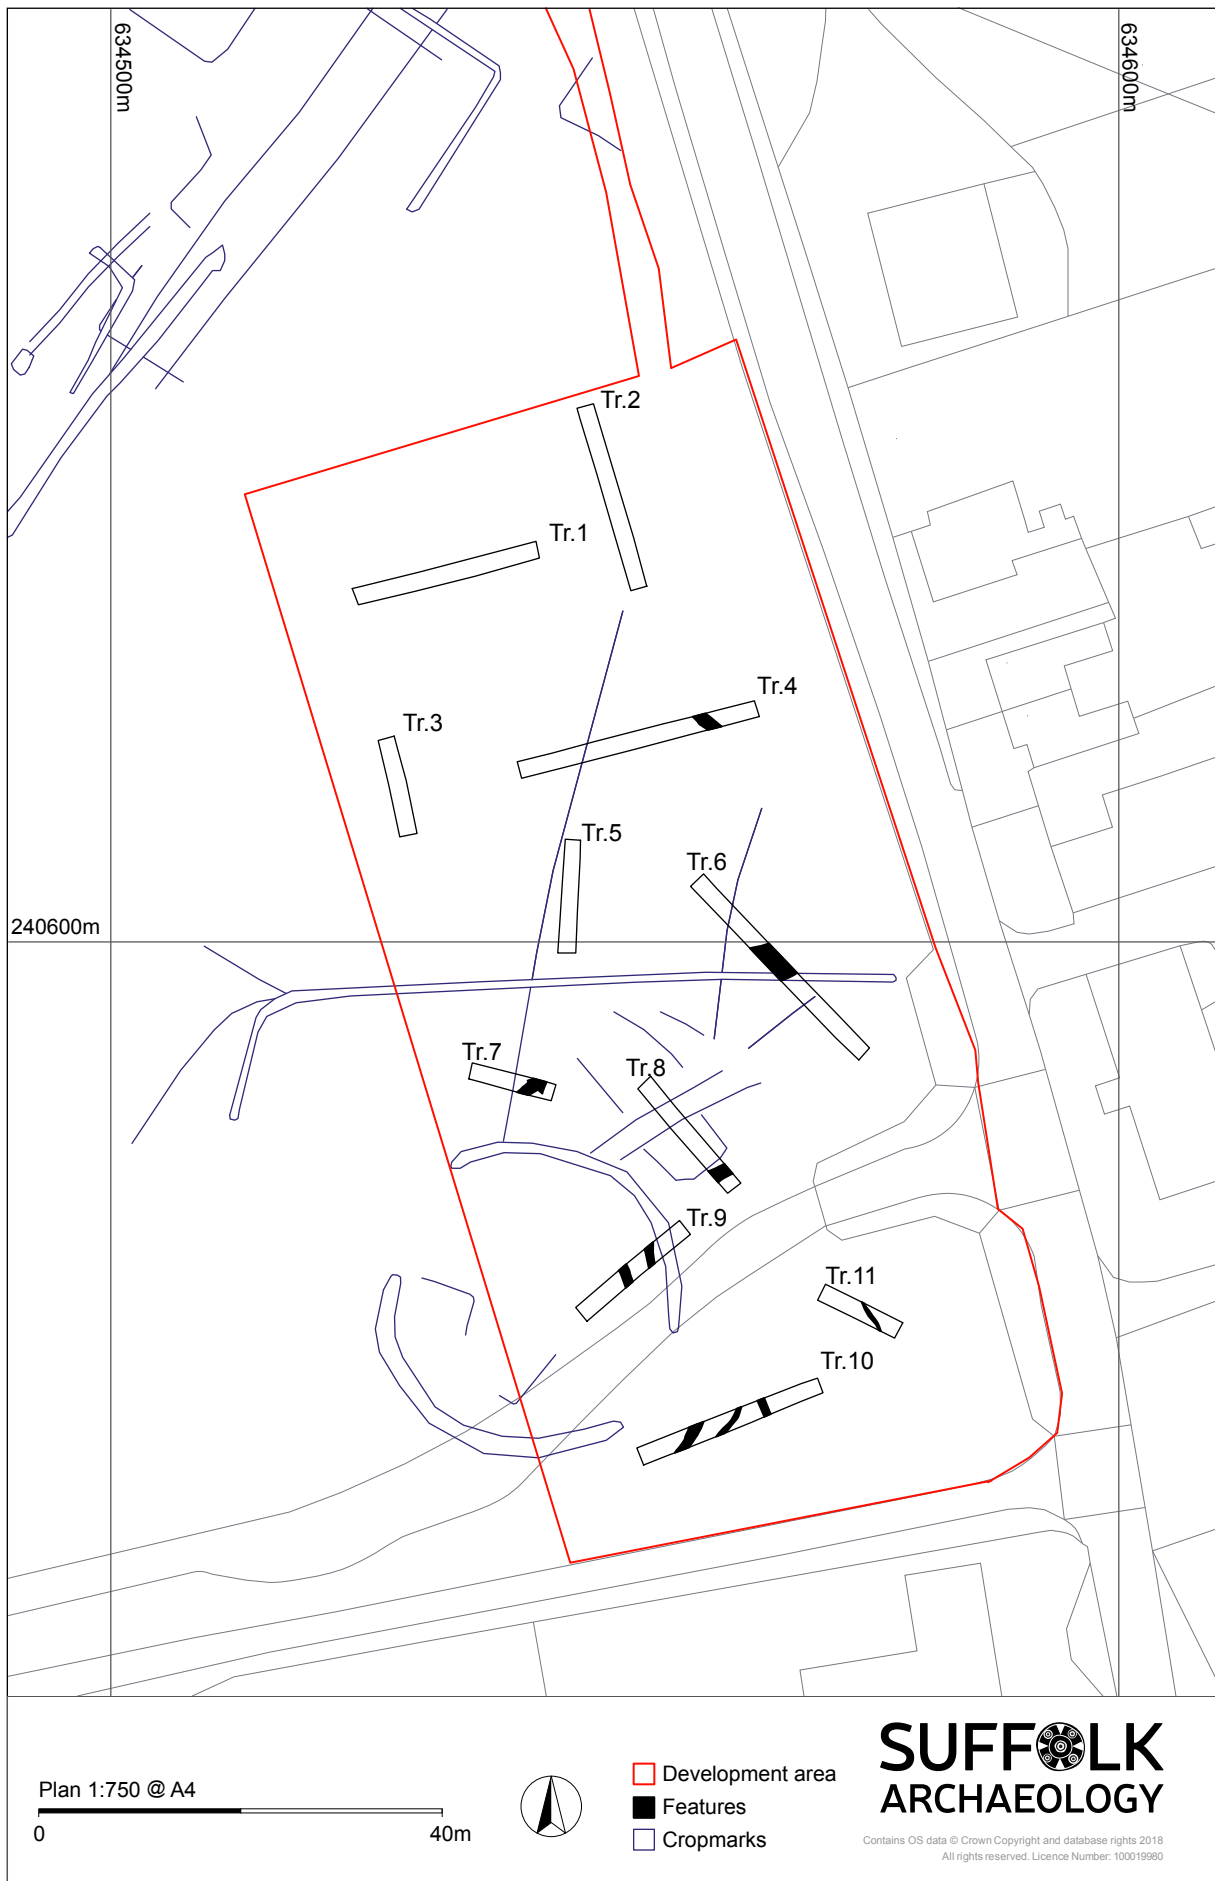 634500m
634600m
Tr.2
Tr.1
Tr.4
Tr.3
Tr.5
Tr.6
240600m
Tr.7
Tr.8
Tr.9
Tr.11
Tr.10
Plan 1:750 @ A4
0
40m
Development area
Features
Cropmarks
SUFFOLK
ARCHAEOLOGY
Contains OS data © Crown Copyright and database rights 2018
All rights reserved. Licence Number: 100019980